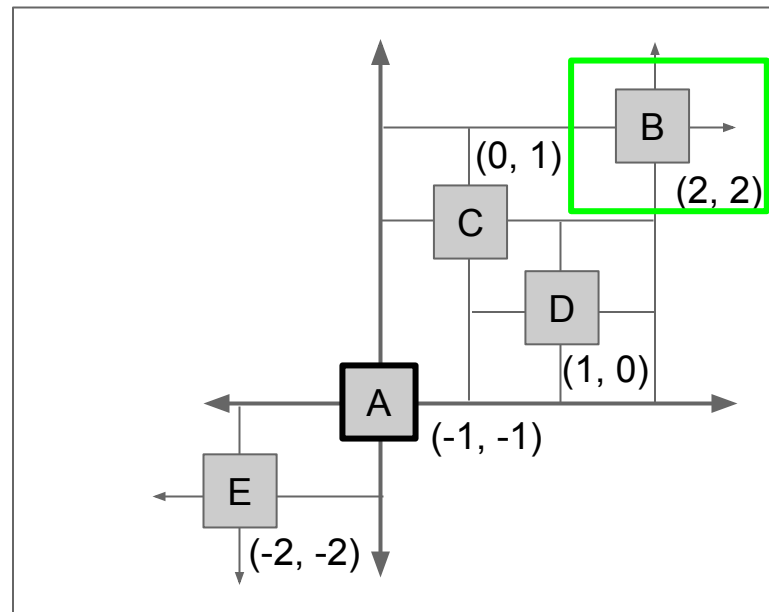 B
(0, 1)
(2, 2)
C
D
(1, 0)
A
(-1, -1)
E
(-2, -2)